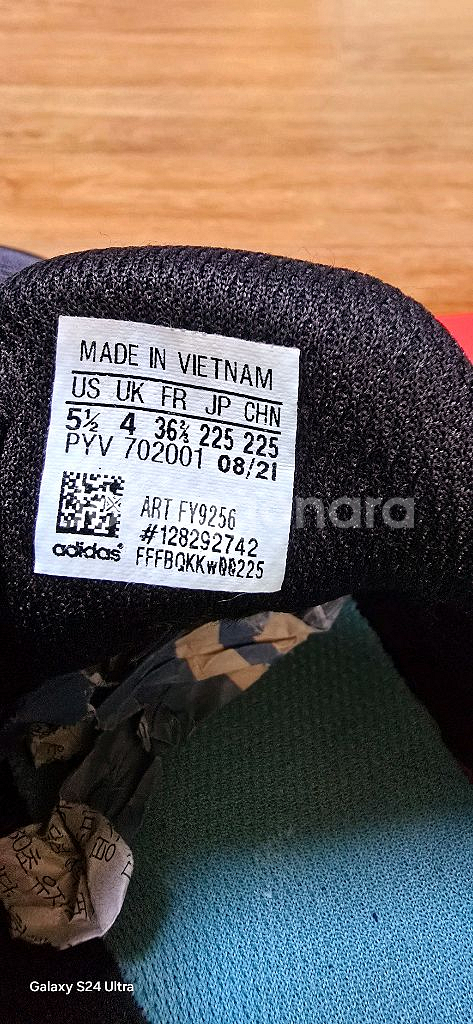 MADE IN VIETNAM
US UK FR JP CHN
5½ 4 36⅔ 225 225
PYV 702001 08/21
ART FY9256
#128292742
adidas FFFBQKKw00225
nara
Galaxy S24 Ultra